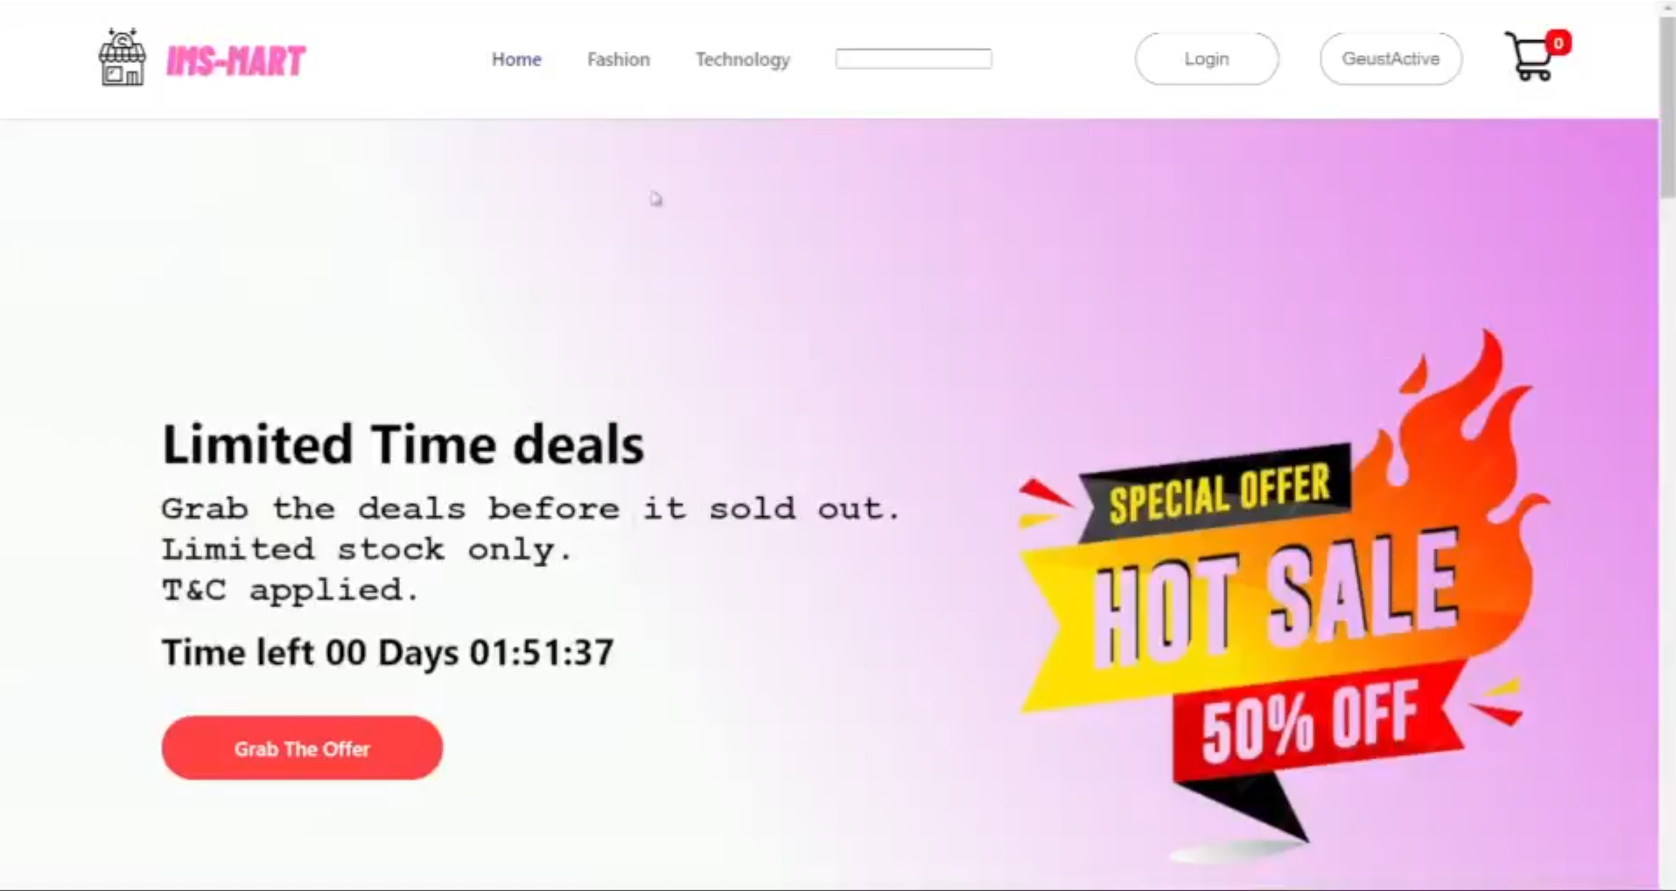 IMS-MART
Home Fashion Technology Login GeustActive 0
Limited Time deals
Grab the deals before it sold out.
Limited stock only.
T&C applied.
Time left 00 Days 01:51:37
Grab The Offer
SPECIAL OFFER
HOT SALE
50% OFF